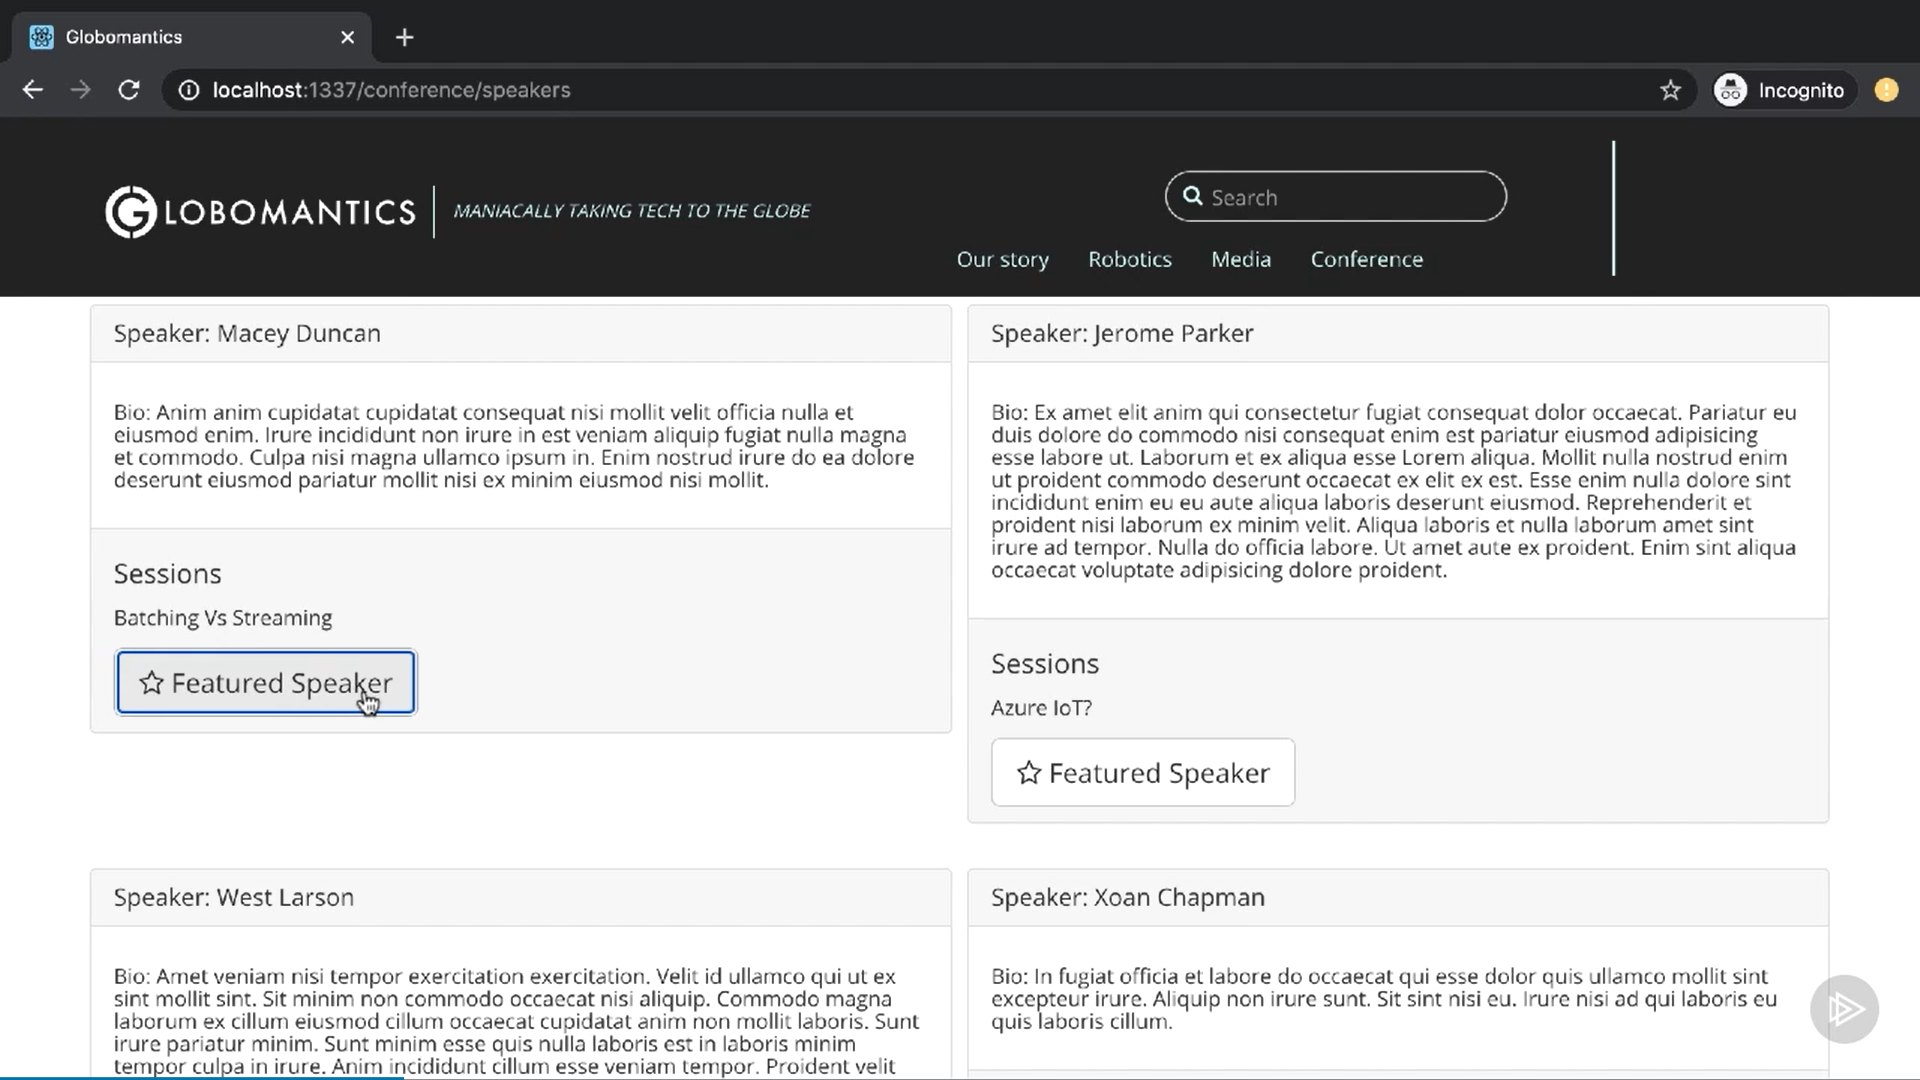 Globomantics
localhost:1337/conference/speakers
Incognito
GLOBOMANTICS
MANIACALLY TAKING TECH TO THE GLOBE
Search
Our story Robotics Media Conference
Speaker: Macey Duncan
Bio: Anim anim cupidatat cupidatat consequat nisi mollit velit officia nulla et
eiusmod enim. Irure incididunt non irure in est veniam aliquip fugiat nulla magna
et commodo. Culpa nisi magna ullamco ipsum in. Enim nostrud irure do ea dolore
deserunt eiusmod pariatur mollit nisi ex minim eiusmod nisi mollit.
Sessions
Batching Vs Streaming
Featured Speaker
Speaker: Jerome Parker
Bio: Ex amet elit anim qui consectetur fugiat consequat dolor occaecat. Pariatur eu
duis dolore do commodo nisi consequat enim est pariatur eiusmod adipisicing
esse labore ut. Laborum et ex aliqua esse Lorem aliqua. Mollit nulla nostrud enim
ut proident commodo deserunt occaecat ex elit ex est. Esse enim nulla dolore sint
incididunt enim eu eu aute aliqua laboris deserunt eiusmod. Reprehenderit et
proident nisi laborum ex minim velit. Aliqua laboris et nulla laborum amet sint
irure ad tempor. Nulla do officia labore. Ut amet aute ex proident. Enim sint aliqua
occaecat voluptate adipisicing dolore proident.
Sessions
Azure IoT?
Featured Speaker
Speaker: West Larson
Bio: Amet veniam nisi tempor exercitation exercitation. Velit id ullamco qui ut ex
sint mollit sint. Sit minim non commodo occaecat nisi aliquip. Commodo magna
laborum ex cillum eiusmod cillum occaecat cupidatat anim non mollit laboris. Sunt
irure pariatur minim. Sunt minim esse quis nulla laboris est in laboris minim
tempor culpa in irure. Anim incididunt cillum esse veniam tempor. Proident velit
Speaker: Xoan Chapman
Bio: In fugiat officia et labore do occaecat qui esse dolor quis ullamco mollit sint
excepteur irure. Aliquip non irure sunt. Sit sint nisi eu. Irure nisi ad qui laboris eu
quis laboris cillum.